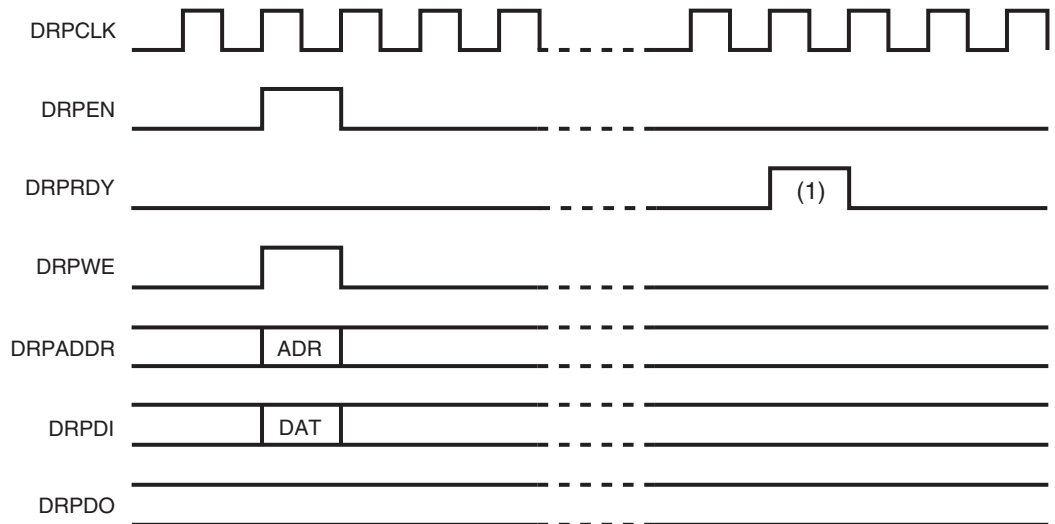 DRPCLK
DRPEN
DRPRDY
(1)
DRPWE
DRPADDR
ADR
DRPDI
DAT
DRPDO